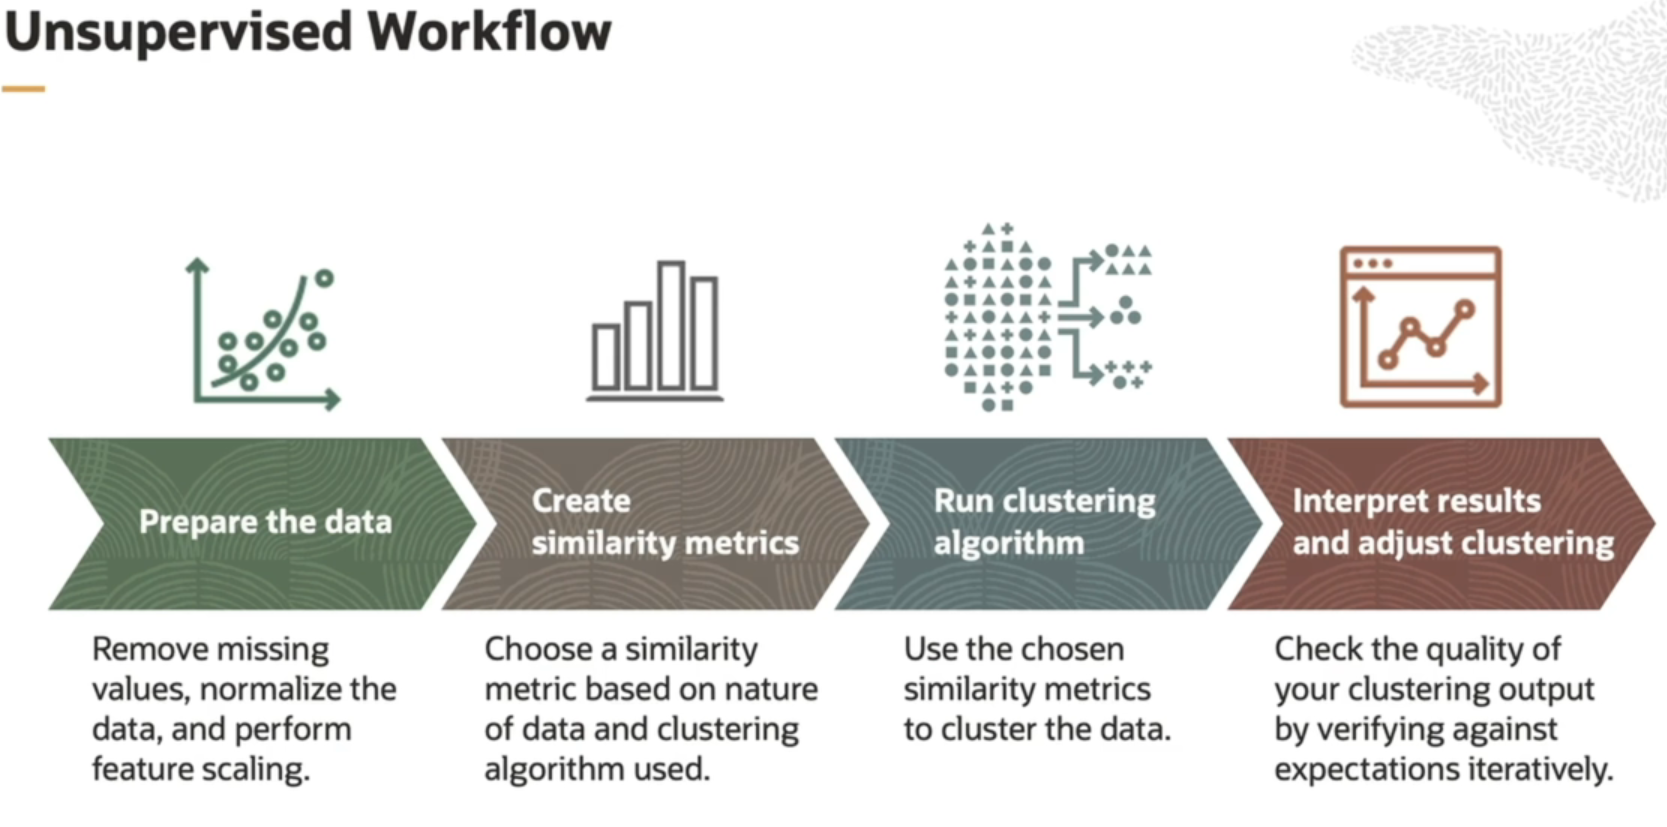 Unsupervised Workflow
Prepare the data
Create
similarity metrics
Run clustering
algorithm
Interpret results
and adjust clustering
Remove missing
values, normalize the
data, and perform
feature scaling.
Choose a similarity
metric based on nature
of data and clustering
algorithm used.
Use the chosen
similarity metrics
to cluster the data.
Check the quality of
your clustering output
by verifying against
expectations iteratively.